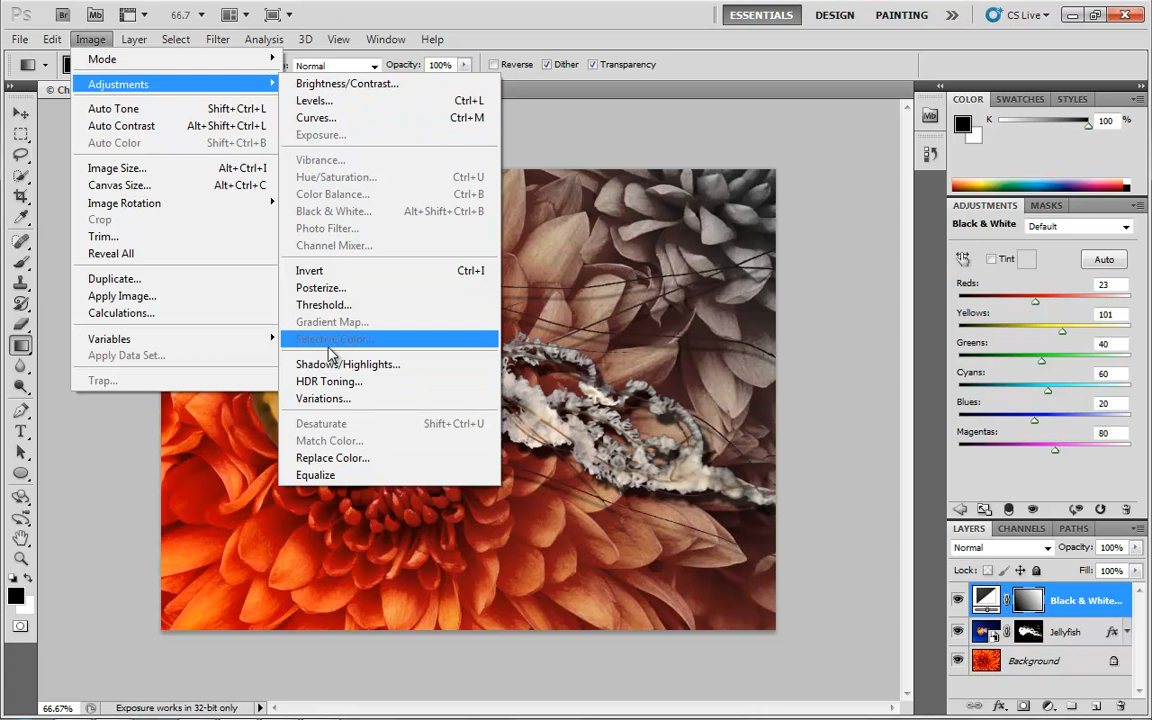 Ps Br Mb 66.7 ESSENTIALS DESIGN PAINTING CS Live
File Edit Image Layer Select Filter Analysis 3D View Window Help
Normal Opacity: 100% Reverse Dither Transparency
© Ch
Mode
Adjustments
Auto Tone Shift+Ctrl+L
Auto Contrast Alt+Shift+Ctrl+L
Auto Color Shift+Ctrl+B
Image Size... Alt+Ctrl+I
Canvas Size... Alt+Ctrl+C
Image Rotation
Crop
Trim...
Reveal All
Duplicate...
Apply Image...
Calculations...
Variables
Apply Data Set...
Trap...
Brightness/Contrast...
Levels... Ctrl+L
Curves... Ctrl+M
Exposure...
Vibrance...
Hue/Saturation... Ctrl+U
Color Balance... Ctrl+B
Black & White... Alt+Shift+Ctrl+B
Photo Filter...
Channel Mixer...
Invert Ctrl+I
Posterize...
Threshold...
Gradient Map...
Selective Color...
Shadows/Highlights...
HDR Toning...
Variations...
Desaturate Shift+Ctrl+U
Match Color...
Replace Color...
Equalize
Mb
COLOR SWATCHES STYLES
K 100 %
ADJUSTMENTS MASKS
Black & White Default
Tint Auto
Reds: 23
Yellows: 101
Greens: 40
Cyans: 60
Blues: 20
Magentas: 80
LAYERS CHANNELS PATHS
Normal Opacity: 100%
Lock: Fill: 100%
Black & White...
Jellyfish fx
Background
66.67% Exposure works in 32-bit only